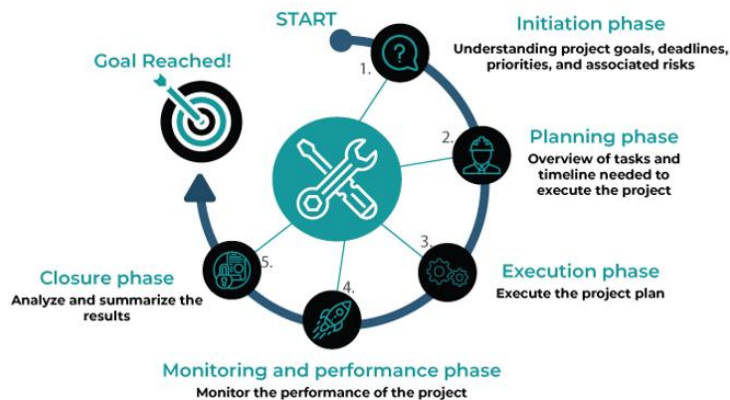 START
1.
Initiation phase
Understanding project goals, deadlines,
priorities, and associated risks
2.
Planning phase
Overview of tasks and
timeline needed to
execute the project
3.
Execution phase
Execute the project plan
4.
Monitoring and performance phase
Monitor the performance of the project
5.
Closure phase
Analyze and summarize the
results
Goal Reached!